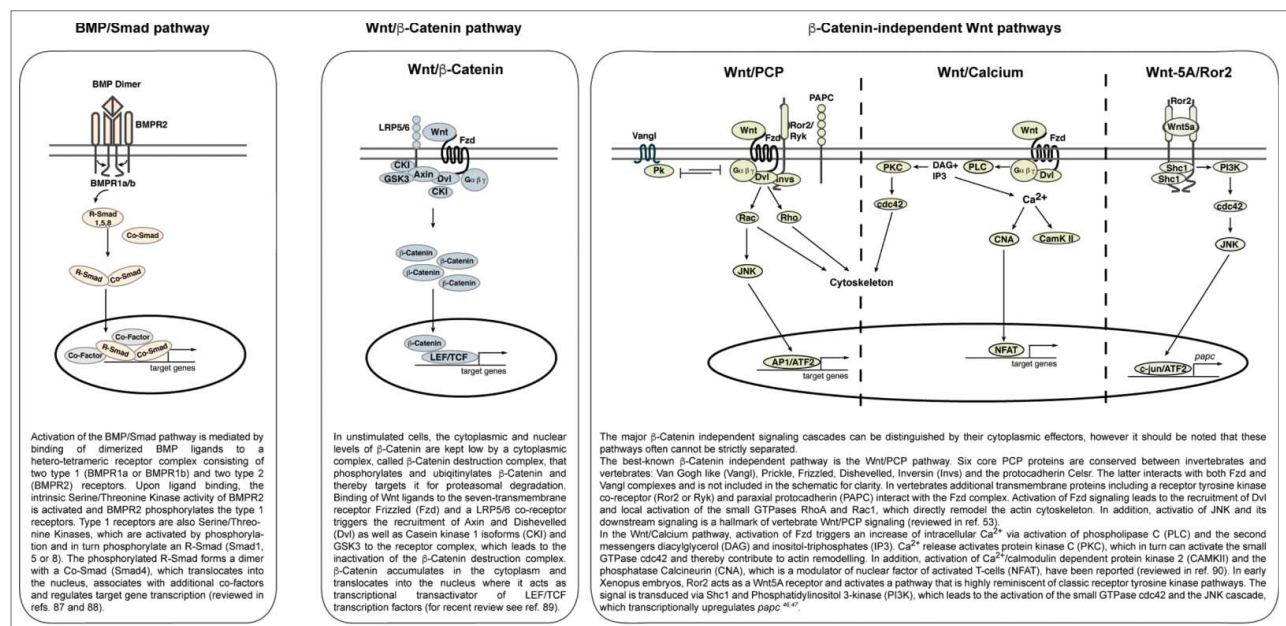 BMP/Smad pathway
BMP Dimer
BMPR2
BMPR1a/b
R-Smad
1,5,8
Co-Smad
R-Smad
Co-Smad
Co-Factor
Co-Factor
R-Smad
Co-Smad
target genes
Activation of the BMP/Smad pathway is mediated by
binding of dimerized BMP ligands to a
hetero-tetrameric receptor complex consisting of
two type 1 (BMPR1a or BMPR1b) and two type 2
(BMPR2) receptors. Upon ligand binding, the
intrinsic Serine/Threonine Kinase activity of BMPR2
is activated and BMPR2 phosphorylates the type 1
receptors. Type 1 receptors are also Serine/Threo-
nine Kinases, which are activated by phosphoryla-
tion and in turn phosphorylate an R-Smad (Smad1,
5 or 8). The phosphorylated R-Smad forms a dimer
with a Co-Smad (Smad4), which translocates into
the nucleus, associates with additional co-factors
and regulates target gene transcription (reviewed in
refs. 87 and 88).
Wnt/β-Catenin pathway
Wnt/β-Catenin
LRP5/6
Wnt
Fzd
CKI
GSK3
Axin
Dvl
CKI
Gα β γ
β-Catenin
β-Catenin
β-Catenin
β-Catenin
β-Catenin
β-Catenin
LEF/TCF
target genes
In unstimulated cells, the cytoplasmic and nuclear
levels of β-Catenin are kept low by a cytoplasmic
complex, called β-Catenin destruction complex, that
phosphorylates and ubiqitinylates β-Catenin and
thereby targets it for proteasomal degradation.
Binding of Wnt ligands to the seven-transmembrane
receptor Frizzled (Fzd) and a LRP5/6 co-receptor
triggers the recruitment of Axin and Dishevelled
(Dvl) as well as Casein kinase 1 isoforms (CKI) and
GSK3 to the receptor complex, which leads to the
inactivation of the β-Catenin destruction complex.
β-Catenin accumulates in the cytoplasm and
translocates into the nucleus where it acts as
transcriptional transactivator of LEF/TCF
transcription factors (for recent review see ref. 89).
β-Catenin-independent Wnt pathways
Wnt/PCP
Vangl
Pk
Wnt
Fzd
Ror2/
Ryk
PAPC
Gα β γ
Dvl
Invs
Rac
Rho
JNK
Cytoskeleton
AP1/ATF2
target genes
Wnt/Calcium
Wnt
Fzd
PKC
DAG+
IP3
PLC
Gα β γ
Dvl
cdc42
Ca2+
CNA
CamK II
NFAT
target genes
Wnt-5A/Ror2
Ror2
Wnt5a
Shc1
Shc1
PI3K
cdc42
JNK
papc
c-jun/ATF2
The major β-Catenin independent signaling cascades can be distinguished by their cytoplasmic effectors, however it should be noted that these
pathways often cannot be strictly separated.
The best-known β-Catenin independent pathway is the Wnt/PCP pathway. Six core PCP proteins are conserved between invertebrates and
vertebrates: Van Gogh like (Vangl), Prickle, Frizzled, Dishevelled, Inversin (Invs) and the protocadherin Celsr. The latter interacts with both Fzd and
Vangl complexes and is not included in the schematic for clarity. In vertebrates additional transmembrane proteins including a receptor tyrosine kinase
co-receptor (Ror2 or Ryk) and paraxial protocadherin (PAPC) interact with the Fzd complex. Activation of Fzd signaling leads to the recruitment of Dvl
and local activation of the small GTPases RhoA and Rac1, which directly remodel the actin cytoskeleton. In addition, activatio of JNK and its
downstream signaling is a hallmark of vertebrate Wnt/PCP signaling (reviewed in ref. 53).
In the Wnt/Calcium pathway, activation of Fzd triggers an increase of intracellular Ca2+ via activation of phospholipase C (PLC) and the second
messengers diacylglycerol (DAG) and inositol-triphosphates (IP3). Ca2+ release activates protein kinase C (PKC), which in turn can activate the small
GTPase cdc42 and thereby contribute to actin remodelling. In addition, activation of Ca2+/calmodulin dependent protein kinase 2 (CAMKII) and the
phosphatase Calcineurin (CNA), which is a modulator of nuclear factor of activated T-cells (NFAT), have been reported (reviewed in ref. 90). In early
Xenopus embryos, Ror2 acts as a Wnt5A receptor and activates a pathway that is highly reminiscent of classic receptor tyrosine kinase pathways. The
signal is transduced via Shc1 and Phosphatidylinositol 3-kinase (PI3K), which leads to the activation of the small GTPase cdc42 and the JNK cascade,
which transcriptionally upregulates papc 46,47.